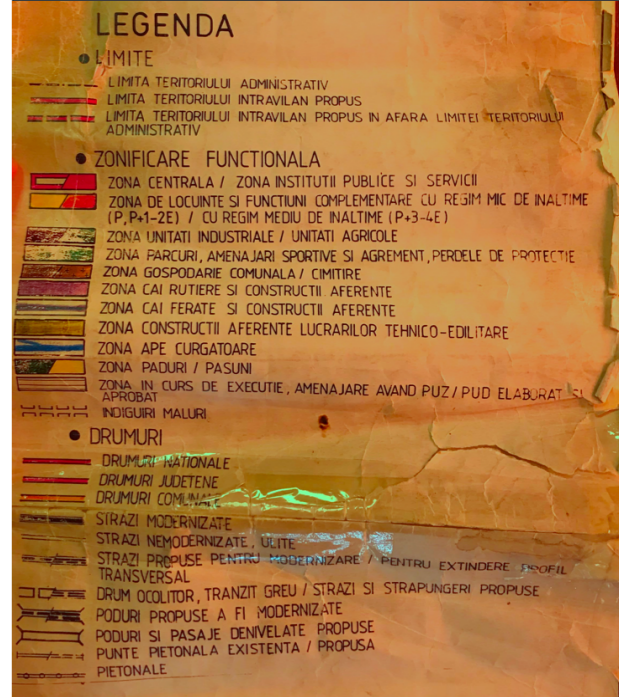 LEGENDA
LIMITE
LIMITA TERITORIULUI ADMINISTRATIV
LIMITA TERITORIULUI INTRAVILAN PROPUS
LIMITA TERITORIULUI INTRAVILAN PROPUS IN AFARA LIMITEI TERITORIULUI
ADMINISTRATIV
ZONIFICARE FUNCTIONALA
ZONA CENTRALA / ZONA INSTITUTII PUBLICE SI SERVICII
ZONA DE LOCUINTE SI FUNCTIUNI COMPLEMENTARE CU REGIM MIC DE INALTIME
(P,P+1-2E) / CU REGIM MEDIU DE INALTIME (P+3-4E)
ZONA UNITATI INDUSTRIALE / UNITATI AGRICOLE
ZONA PARCURI, AMENAJARI SPORTIVE SI AGREMENT, PERDELE DE PROTECTIE
ZONA GOSPODARIE COMUNALA / CIMITIRE
ZONA CAI RUTIERE SI CONSTRUCTII AFERENTE
ZONA CAI FERATE SI CONSTRUCTII AFERENTE
ZONA CONSTRUCTII AFERENTE LUCRARILOR TEHNICO-EDILITARE
ZONA APE CURGATOARE
ZONA PADURI / PASUNI
ZONA IN CURS DE EXECUTIE, AMENAJARE AVAND PUZ/PUD ELABORAT SI
APROBAT
INDIGUIRI MALURI
DRUMURI
DRUMURI NATIONALE
DRUMURI JUDETENE
DRUMURI COMUNALE
STRAZI MODERNIZATE
STRAZI NEMODERNIZATE, ULITE
STRAZI PROPUSE PENTRU MODERNIZARE / PENTRU EXTINDERE PROFIL
TRANSVERSAL
DRUM OCOLITOR, TRANZIT GREU / STRAZI SI STRAPUNGERI PROPUSE
PODURI PROPUSE A FI MODERNIZATE
PODURI SI PASAJE DENIVELATE PROPUSE
PUNTE PIETONALA EXISTENTA / PROPUSA
PIETONALE